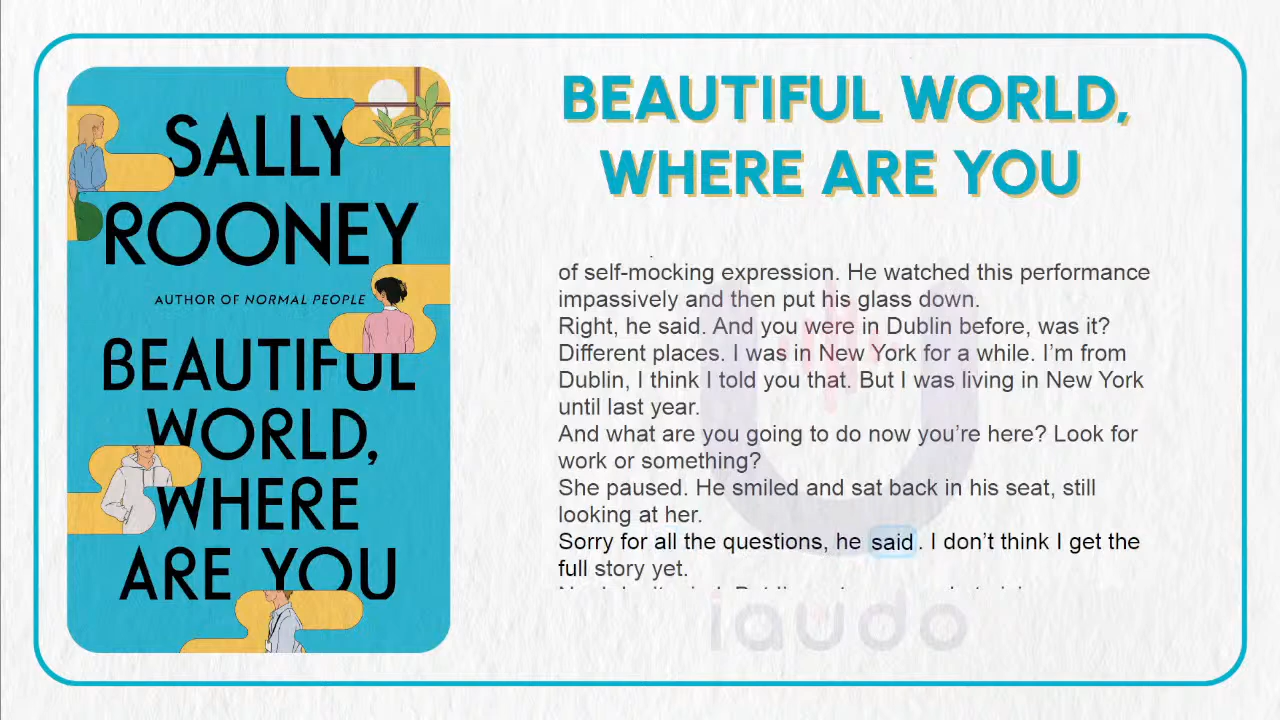 SALLY
ROONEY
AUTHOR OF NORMAL PEOPLE
BEAUTIFUL
WORLD,
WHERE
ARE YOU
BEAUTIFUL WORLD,
WHERE ARE YOU
of self-mocking expression. He watched this performance
impassively and then put his glass down.
Right, he said. And you were in Dublin before, was it?
Different places. I was in New York for a while. I’m from
Dublin, I think I told you that. But I was living in New York
until last year.
And what are you going to do now you’re here? Look for
work or something?
She paused. He smiled and sat back in his seat, still
looking at her.
Sorry for all the questions, he said. I don’t think I get the
full story yet.
iaudo